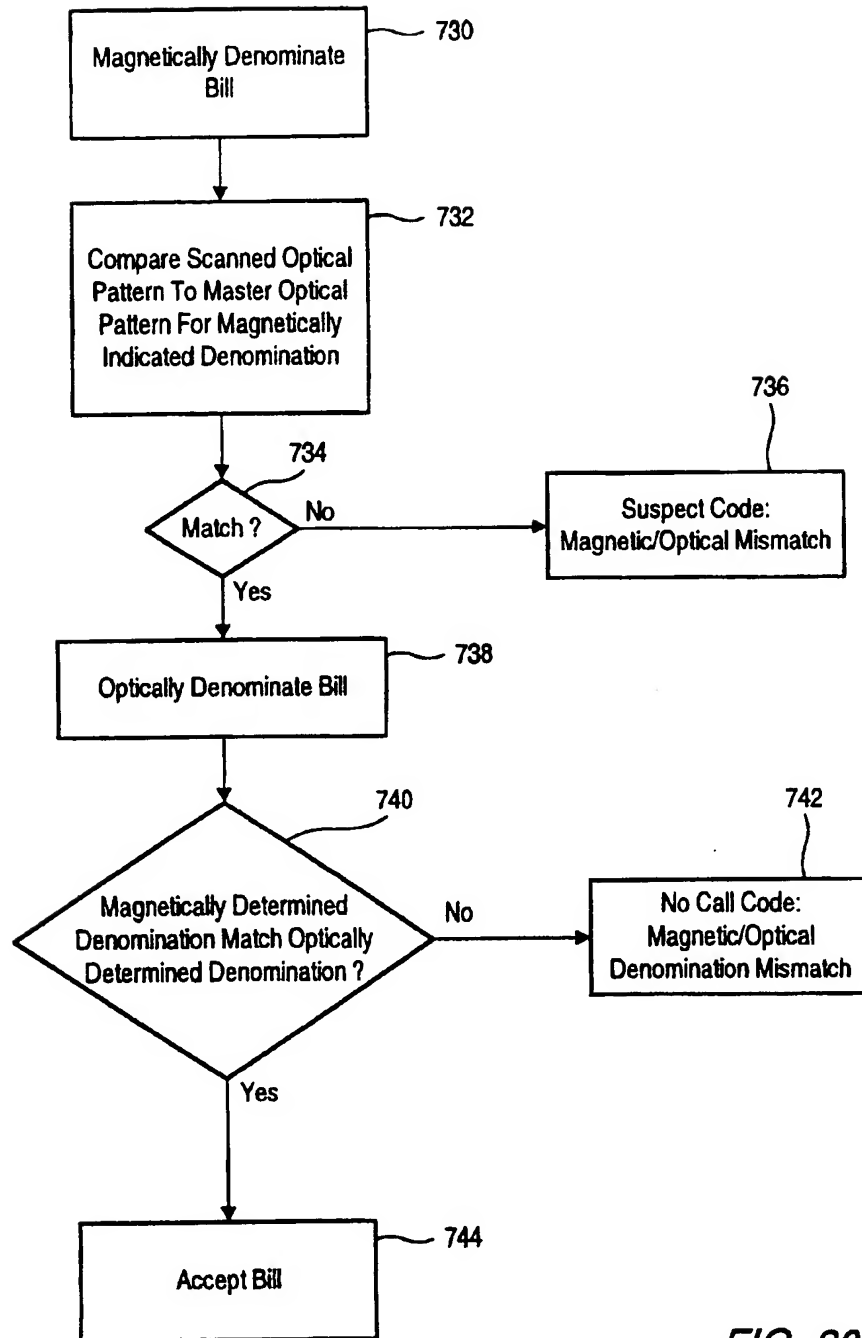 730
Magnetically Denominate
Bill
732
Compare Scanned Optical
Pattern To Master Optical
Pattern For Magnetically
Indicated Denomination
734
Match ?
No
736
Suspect Code:
Magnetic/Optical Mismatch
Yes
738
Optically Denominate Bill
740
Magnetically Determined
Denomination Match Optically
Determined Denomination ?
No
742
No Call Code:
Magnetic/Optical
Denomination Mismatch
Yes
744
Accept Bill
FIG.